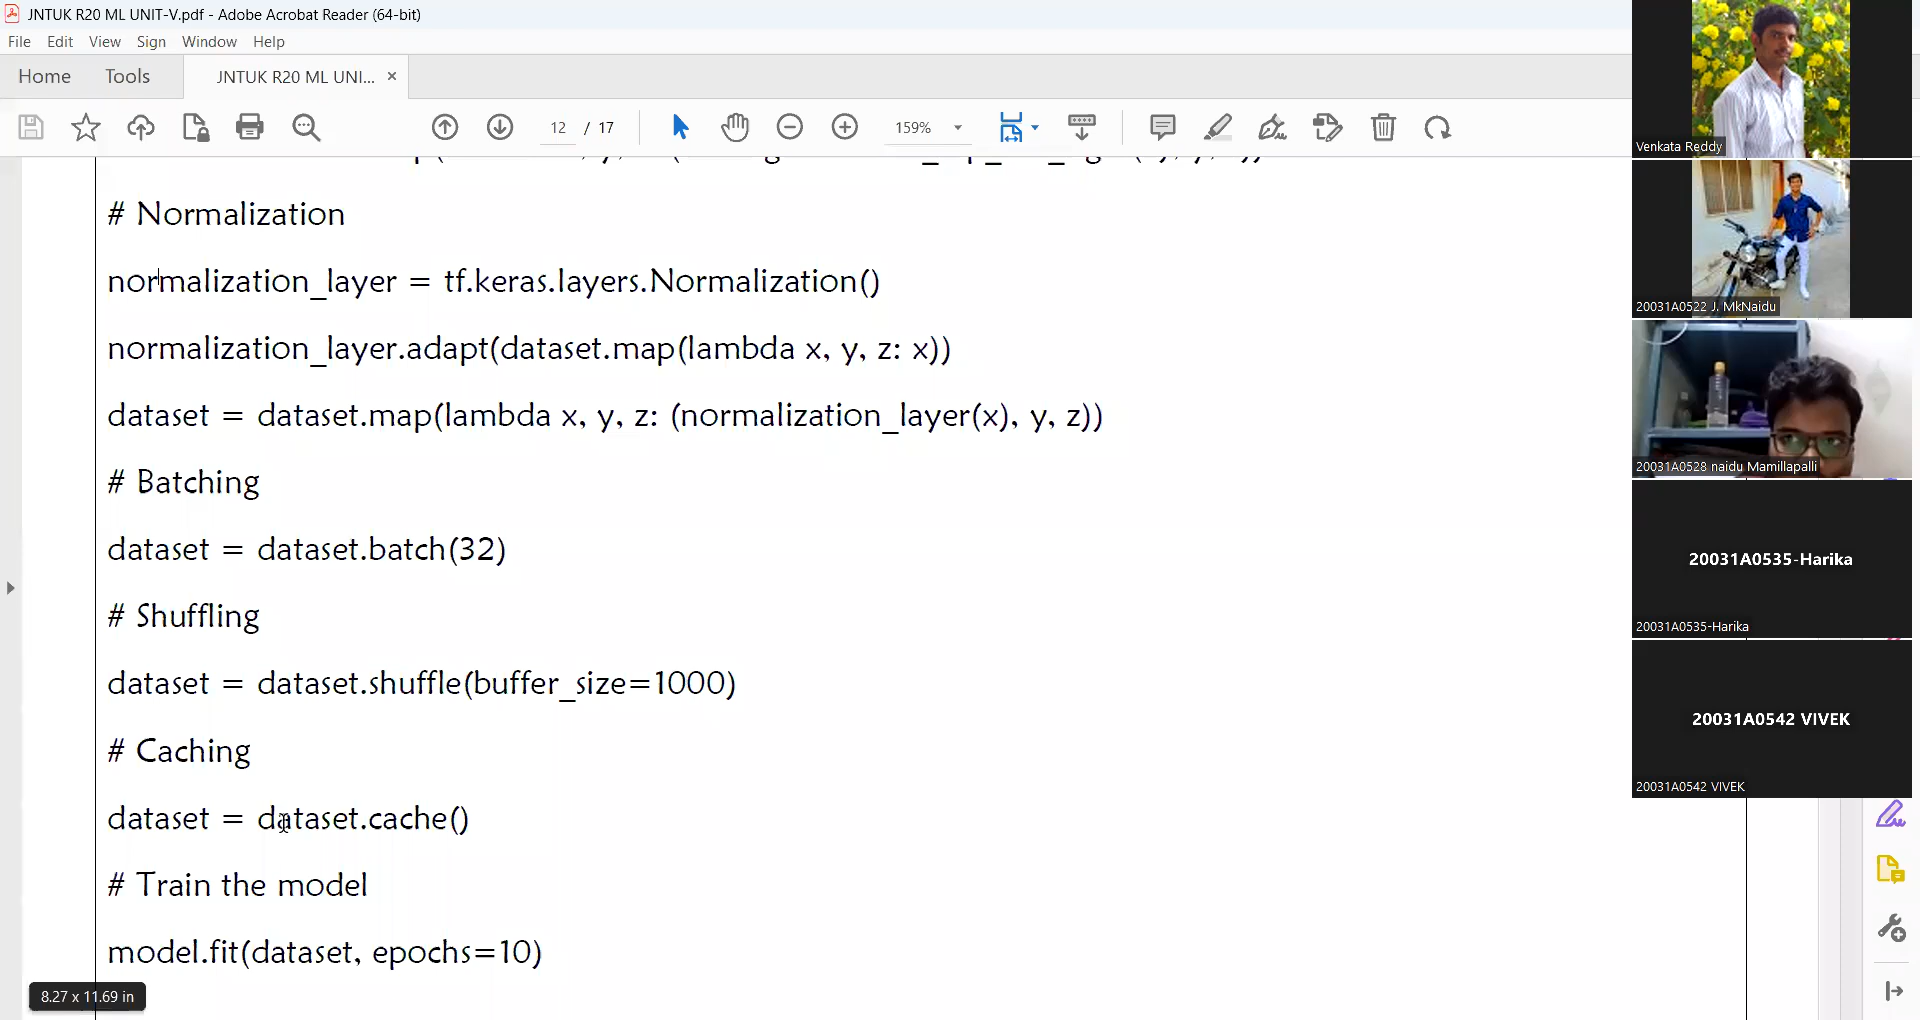 JNTUK R20 ML UNIT-V.pdf - Adobe Acrobat Reader (64-bit)
File Edit View Sign Window Help
Home Tools JNTUK R20 ML UNI... ×
12 / 17 159%
# Normalization
normalization_layer = tf.keras.layers.Normalization()
normalization_layer.adapt(dataset.map(lambda x, y, z: x))
dataset = dataset.map(lambda x, y, z: (normalization_layer(x), y, z))
# Batching
dataset = dataset.batch(32)
# Shuffling
dataset = dataset.shuffle(buffer_size=1000)
# Caching
dataset = dataset.cache()
# Train the model
model.fit(dataset, epochs=10)
8.27 x 11.69 in
Venkata Reddy
20031A0522 J. MkNaidu
20031A0528 naidu Mamillapalli
20031A0535-Harika
20031A0535-Harika
20031A0542 VIVEK
20031A0542 VIVEK